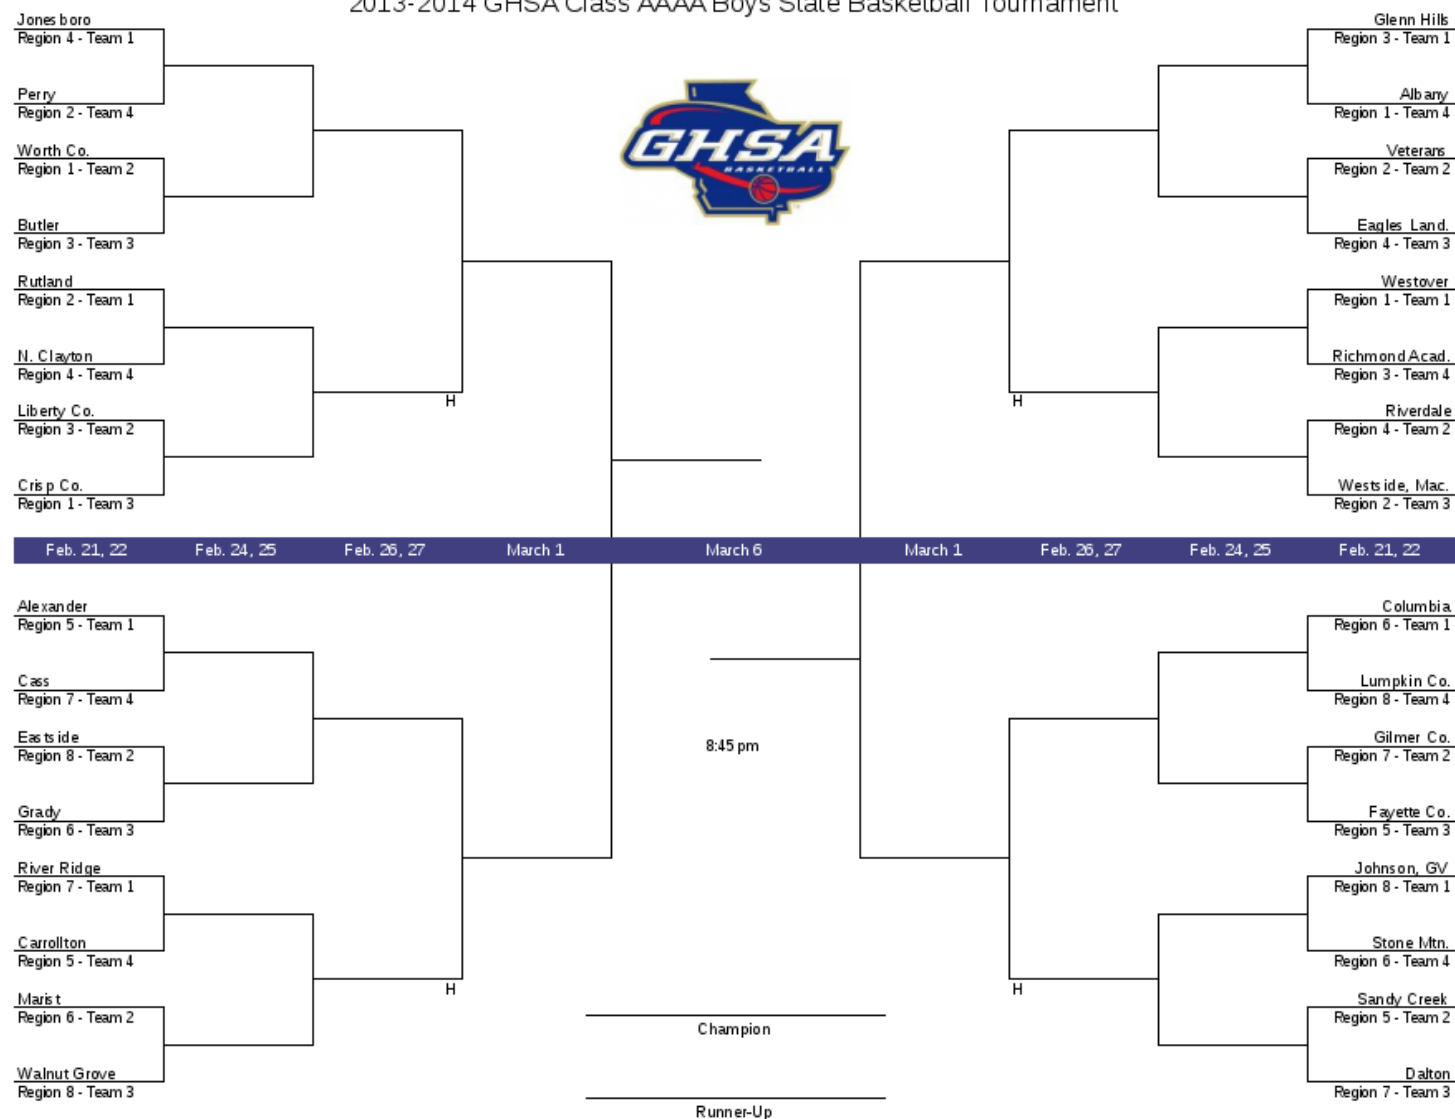 2013-2014 GHSA Class AAAA Boys State Basketball Tournament
Jonesboro
Region 4 - Team 1
Perry
Region 2 - Team 4
Worth Co.
Region 1 - Team 2
Butler
Region 3 - Team 3
Rutland
Region 2 - Team 1
N. Clayton
Region 4 - Team 4
H
Liberty Co.
Region 3 - Team 2
Crisp Co.
Region 1 - Team 3
GHSA
BASKETBALL
Glenn Hills
Region 3 - Team 1
Albany
Region 1 - Team 4
Veterans
Region 2 - Team 2
Eagles Land.
Region 4 - Team 3
Westover
Region 1 - Team 1
Richmond Acad.
Region 3 - Team 4
H
Riverdale
Region 4 - Team 2
Westside, Mac.
Region 2 - Team 3
Feb. 21, 22 Feb. 24, 25 Feb. 26, 27 March 1 March 6 March 1 Feb. 26, 27 Feb. 24, 25 Feb. 21, 22
Alexander
Region 5 - Team 1
Cass
Region 7 - Team 4
Eastside
Region 8 - Team 2
Grady
Region 6 - Team 3
River Ridge
Region 7 - Team 1
Carrollton
Region 5 - Team 4
H
Marist
Region 6 - Team 2
Walnut Grove
Region 8 - Team 3
8:45 pm
Champion
Runner-Up
Columbia
Region 6 - Team 1
Lumpkin Co.
Region 8 - Team 4
Gilmer Co.
Region 7 - Team 2
Fayette Co.
Region 5 - Team 3
Johnson, GV
Region 8 - Team 1
Stone Mtn.
Region 6 - Team 4
H
Sandy Creek
Region 5 - Team 2
Dalton
Region 7 - Team 3